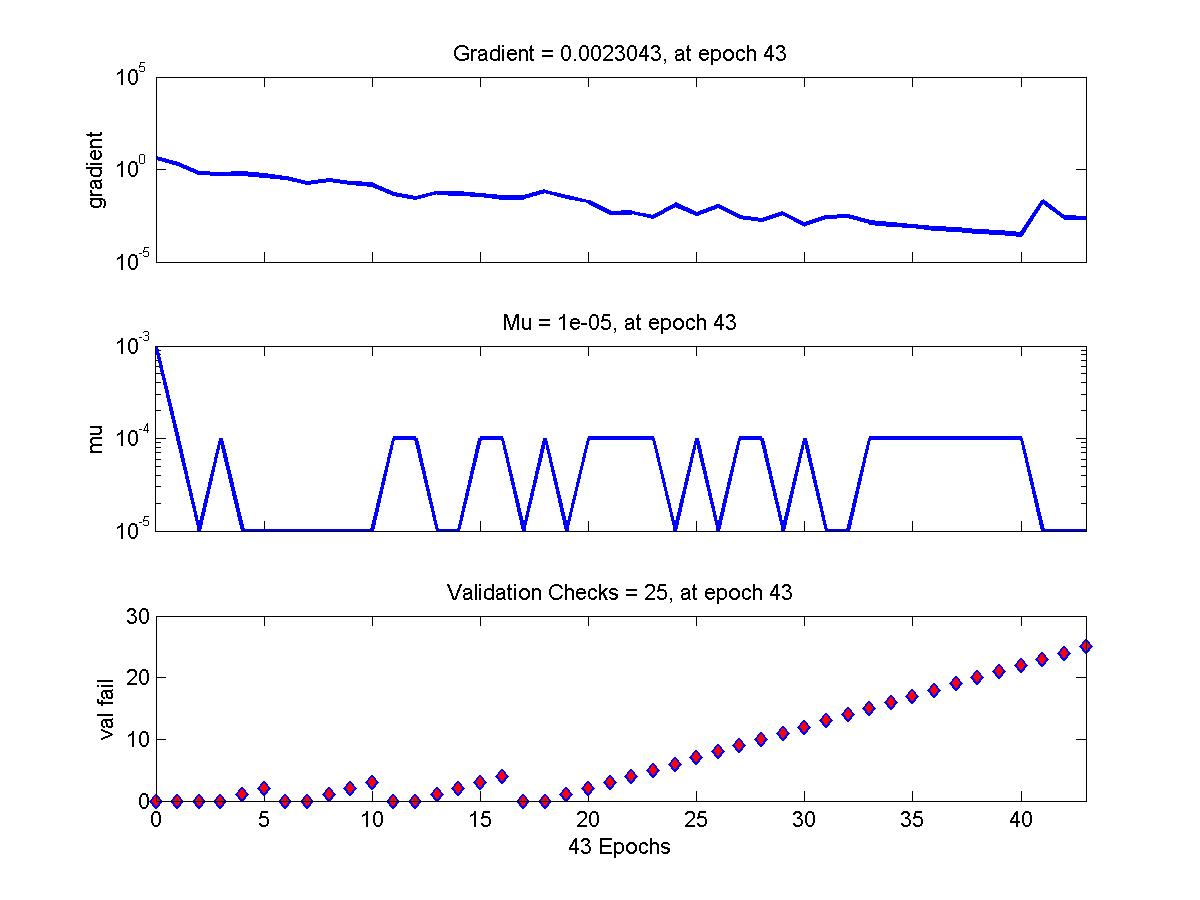 Gradient = 0.0023043, at epoch 43
10^5
10^0
10^-5
gradient
Mu = 1e-05, at epoch 43
10^-3
10^-4
10^-5
mu
Validation Checks = 25, at epoch 43
30
20
10
0
val fail
0 5 10 15 20 25 30 35 40
43 Epochs